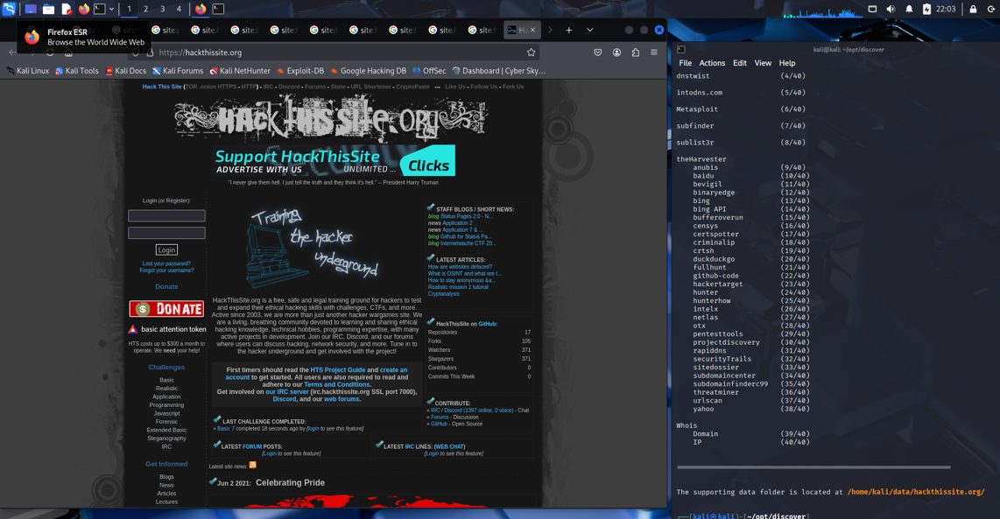 1 2 3 4
22:03
Firefox ESR
Browse the World Wide Web
https://hackthissite.org
Kali Linux Kali Tools Kali Docs Kali Forums Kali NetHunter Exploit-DB Google Hacking DB OffSec Dashboard | Cyber Sky…
Hack This Site (TOR .onion HTTPS - HTTP) - IRC - Discord - Forums - Store - URL Shortener - CryptoPaste --- Like Us - Follow Us - Fork Us
HACK THIS SITE.ORG
Support HackThisSite
ADVERTISE WITH US UNLIMITED ... Clicks
"I never give them hell. I just tell the truth and they think it's hell." -- President Harry Truman
Login (or Register):
Login
Lost your password?
Forgot your username?
Donate
$ DONATE
basic attention token
HTS costs up to $300 a month to
operate. We need your help!
Challenges
Basic
Realistic
Application
Programming
Javascript
Forensic
Extended Basic
Steganography
IRC
Get Informed
Blogs
News
Articles
Lectures
Training
the hacker
underground
HackThisSite.org is a free, safe and legal training ground for hackers to test
and expand their ethical hacking skills with challenges, CTFs, and more.
Active since 2003, we are more than just another hacker wargames site. We
are a living, breathing community devoted to learning and sharing ethical
hacking knowledge, technical hobbies, programming expertise, with many
active projects in development. Join our IRC, Discord, and our forums
where users can discuss hacking, network security, and more. Tune in to
the hacker underground and get involved with the project!
First timers should read the HTS Project Guide and create an
account to get started. All users are also required to read and
adhere to our Terms and Conditions.
Get involved on our IRC server (irc.hackthissite.org SSL port 7000),
Discord, and our web forums.
LAST CHALLENGE COMPLETED:
» Basic 7 completed 18 seconds ago by [login to see this feature]
LATEST FORUM POSTS:
[Login to see this feature]
LATEST IRC LINES: (WEB CHAT)
[Login to see this feature]
Latest site news:
Jun 2 2021: Celebrating Pride
STAFF BLOGS / SHORT NEWS:
blog Status Pages 2.0 - N...
news Application 2
news Application 7 & ...
blog Github for Status Pa...
blog Internetwache CTF 20...
LATEST ARTICLES:
How are websites defaced?
What is OSINT and what are t...
How to stay anonymous &a...
Realistic mission 1 tutorial
Cryptanalysis
HackThisSite on GitHub:
Repositories 17
Forks 105
Watchers 371
Stargazers 371
Contributors 0
Commits This Week 0
CONTRIBUTE:
» IRC / Discord (1397 online, 0 voice) - Chat
» Forums - Discussion
» GitHub - Open Source
kali@kali: ~/opt/discover
File Actions Edit View Help
dnstwist (4/40)
intodns.com (5/40)
Metasploit (6/40)
subfinder (7/40)
sublist3r (8/40)
theHarvester
anubis (9/40)
baidu (10/40)
bevigil (11/40)
binaryedge (12/40)
bing (13/40)
bing API (14/40)
bufferoverun (15/40)
censys (16/40)
certspotter (17/40)
criminalip (18/40)
crtsh (19/40)
duckduckgo (20/40)
fullhunt (21/40)
github-code (22/40)
hackertarget (23/40)
hunter (24/40)
hunterhow (25/40)
intelx (26/40)
netlas (27/40)
otx (28/40)
pentesttools (29/40)
projectdiscovery (30/40)
rapiddns (31/40)
securityTrails (32/40)
sitedossier (33/40)
subdomaincenter (34/40)
subdomainfinderc99 (35/40)
threatminer (36/40)
urlscan (37/40)
yahoo (38/40)
Whois
Domain (39/40)
IP (40/40)
The supporting data folder is located at /home/kali/data/hackthissite.org/
(kali㉿kali)-[~/opt/discover]